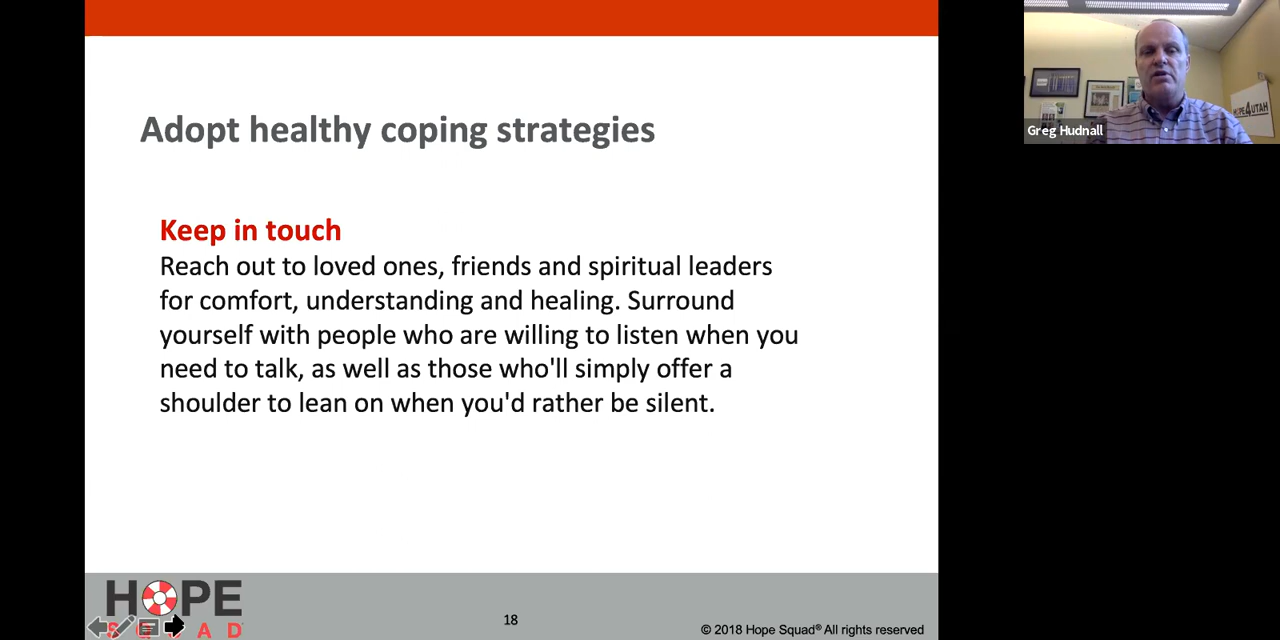 Adopt healthy coping strategies
Keep in touch
Reach out to loved ones, friends and spiritual leaders
for comfort, understanding and healing. Surround
yourself with people who are willing to listen when you
need to talk, as well as those who'll simply offer a
shoulder to lean on when you'd rather be silent.
HOPE
SQUAD
18
© 2018 Hope Squad® All rights reserved
HOPE4UTAH
Greg Hudnall